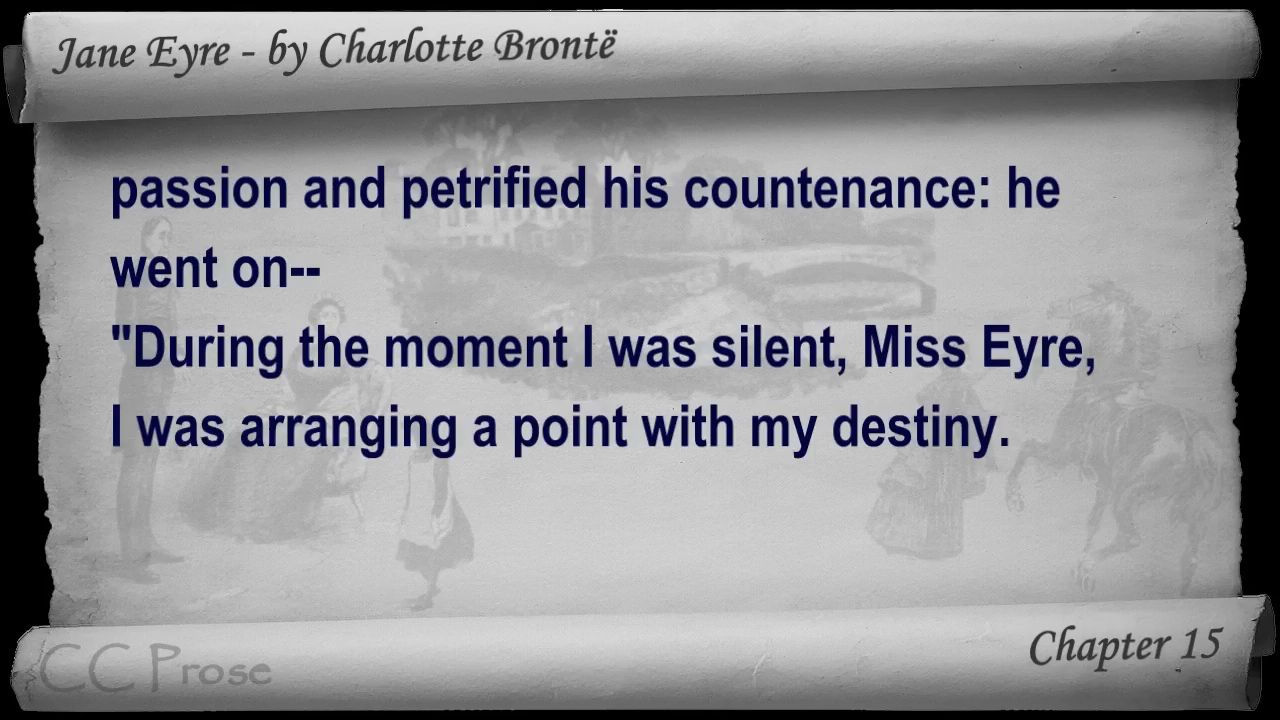 Jane Eyre - by Charlotte Brontë
passion and petrified his countenance: he
went on--
"During the moment I was silent, Miss Eyre,
I was arranging a point with my destiny.
Chapter 15
CC Prose